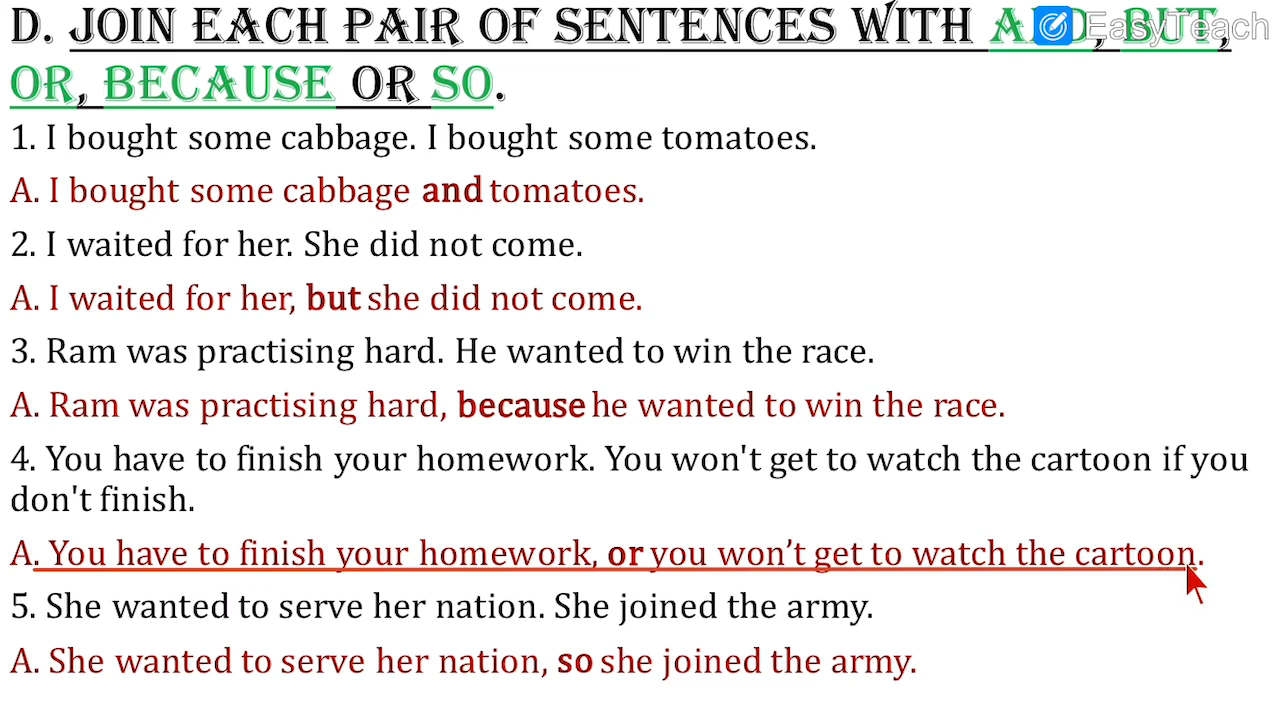 D. JOIN EACH PAIR OF SENTENCES WITH AND, BUT,
EasyTeach
OR, BECAUSE OR SO.
1. I bought some cabbage. I bought some tomatoes.
A. I bought some cabbage and tomatoes.
2. I waited for her. She did not come.
A. I waited for her, but she did not come.
3. Ram was practising hard. He wanted to win the race.
A. Ram was practising hard, because he wanted to win the race.
4. You have to finish your homework. You won't get to watch the cartoon if you
don't finish.
A. You have to finish your homework, or you won’t get to watch the cartoon.
5. She wanted to serve her nation. She joined the army.
A. She wanted to serve her nation, so she joined the army.